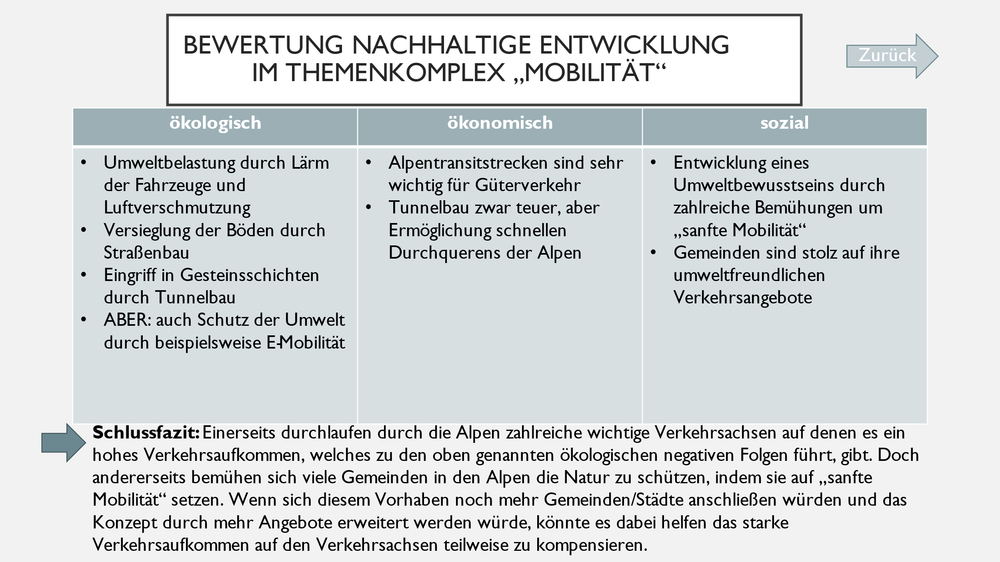 BEWERTUNG NACHHALTIGE ENTWICKLUNG
IM THEMENKOMPLEX „MOBILITÄT“
Zurück
ökologisch
ökonomisch
sozial
• Umweltbelastung durch Lärm
der Fahrzeuge und
Luftverschmutzung
• Versieglung der Böden durch
Straßenbau
• Eingriff in Gesteinsschichten
durch Tunnelbau
• ABER: auch Schutz der Umwelt
durch beispielsweise E-Mobilität
• Alpentransitstrecken sind sehr
wichtig für Güterverkehr
• Tunnelbau zwar teuer, aber
Ermöglichung schnellen
Durchquerens der Alpen
• Entwicklung eines
Umweltbewusstseins durch
zahlreiche Bemühungen um
„sanfte Mobilität“
• Gemeinden sind stolz auf ihre
umweltfreundlichen
Verkehrsangebote
Schlussfazit: Einerseits durchlaufen durch die Alpen zahlreiche wichtige Verkehrsachsen auf denen es ein
hohes Verkehrsaufkommen, welches zu den oben genannten ökologischen negativen Folgen führt, gibt. Doch
andererseits bemühen sich viele Gemeinden in den Alpen die Natur zu schützen, indem sie auf „sanfte
Mobilität“ setzen. Wenn sich diesem Vorhaben noch mehr Gemeinden/Städte anschließen würden und das
Konzept durch mehr Angebote erweitert werden würde, könnte es dabei helfen das starke
Verkehrsaufkommen auf den Verkehrsachsen teilweise zu kompensieren.